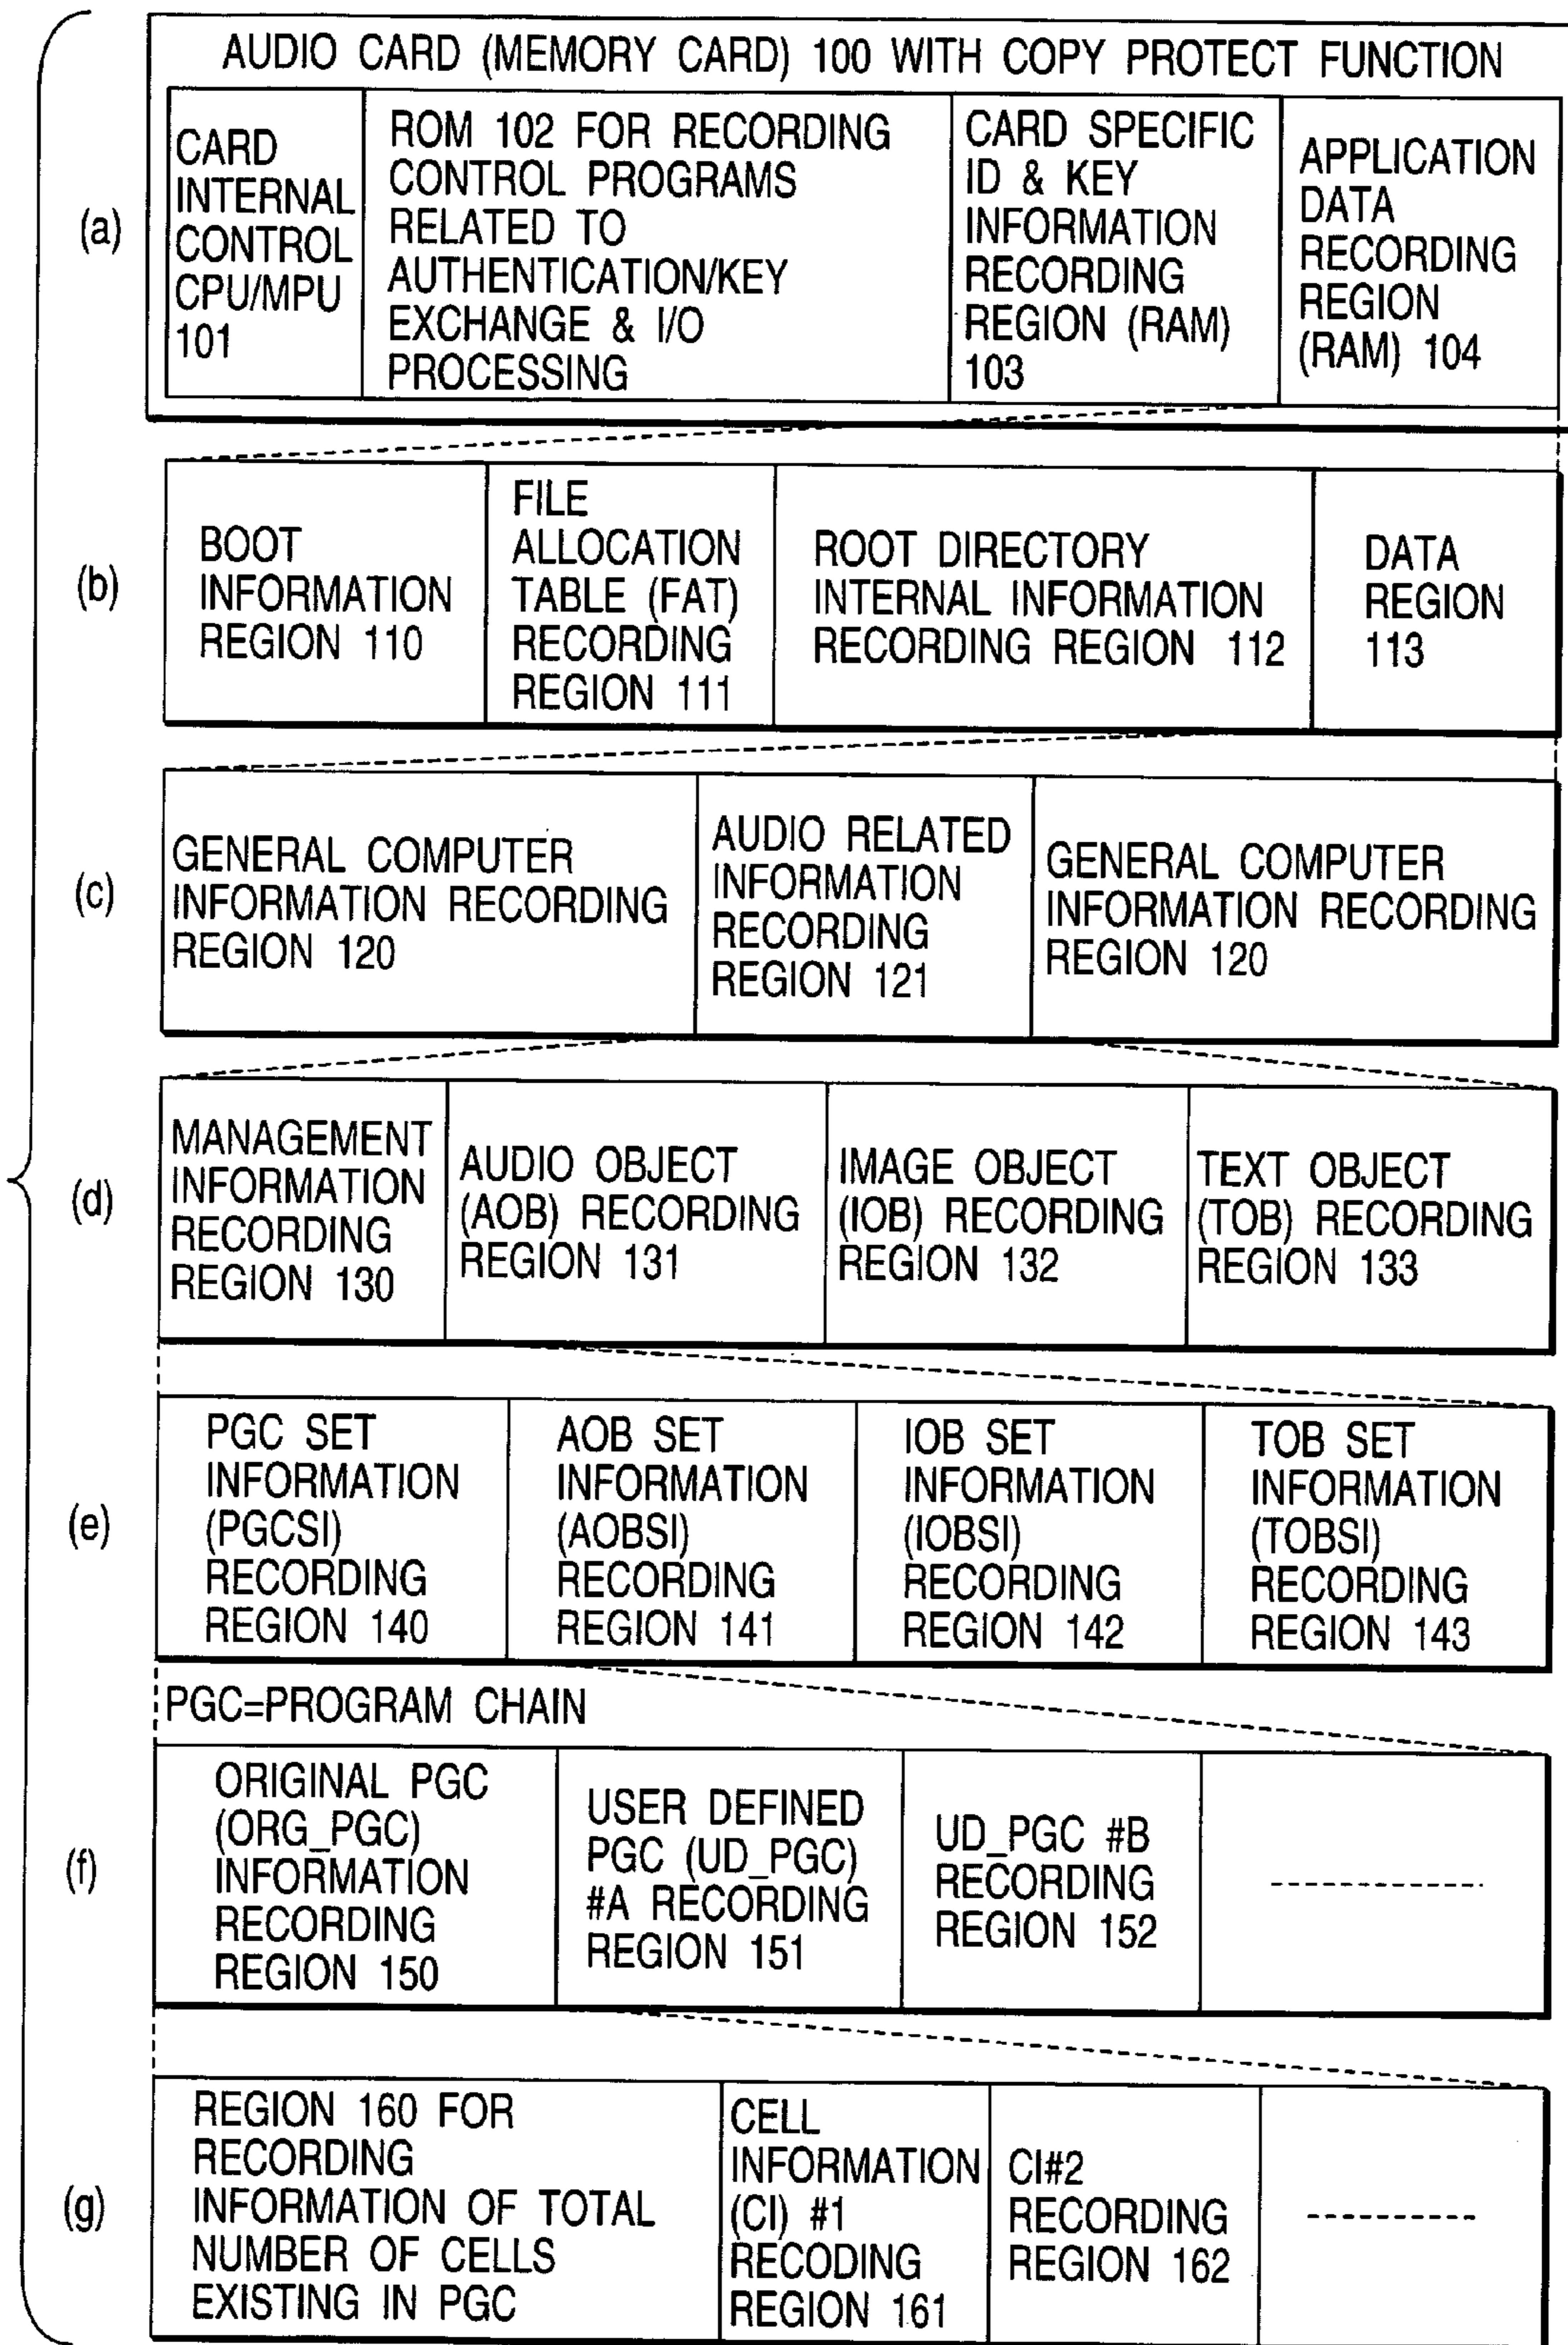 AUDIO CARD (MEMORY CARD) 100 WITH COPY PROTECT FUNCTION
(a)
CARD
INTERNAL
CONTROL
CPU/MPU
101
ROM 102 FOR RECORDING
CONTROL PROGRAMS
RELATED TO
AUTHENTICATION/KEY
EXCHANGE & I/O
PROCESSING
CARD SPECIFIC
ID & KEY
INFORMATION
RECORDING
REGION (RAM)
103
APPLICATION
DATA
RECORDING
REGION
(RAM) 104
(b)
BOOT
INFORMATION
REGION 110
FILE
ALLOCATION
TABLE (FAT)
RECORDING
REGION 111
ROOT DIRECTORY
INTERNAL INFORMATION
RECORDING REGION 112
DATA
REGION
113
(c)
GENERAL COMPUTER
INFORMATION RECORDING
REGION 120
AUDIO RELATED
INFORMATION
RECORDING
REGION 121
GENERAL COMPUTER
INFORMATION RECORDING
REGION 120
(d)
MANAGEMENT
INFORMATION
RECORDING
REGION 130
AUDIO OBJECT
(AOB) RECORDING
REGION 131
IMAGE OBJECT
(IOB) RECORDING
REGION 132
TEXT OBJECT
(TOB) RECORDING
REGION 133
(e)
PGC SET
INFORMATION
(PGCSI)
RECORDING
REGION 140
AOB SET
INFORMATION
(AOBSI)
RECORDING
REGION 141
IOB SET
INFORMATION
(IOBSI)
RECORDING
REGION 142
TOB SET
INFORMATION
(TOBSI)
RECORDING
REGION 143
PGC=PROGRAM CHAIN
(f)
ORIGINAL PGC
(ORG_PGC)
INFORMATION
RECORDING
REGION 150
USER DEFINED
PGC (UD_PGC)
#A RECORDING
REGION 151
UD_PGC #B
RECORDING
REGION 152
(g)
REGION 160 FOR
RECORDING
INFORMATION OF TOTAL
NUMBER OF CELLS
EXISTING IN PGC
CELL
INFORMATION
(CI) #1
RECODING
REGION 161
CI#2
RECORDING
REGION 162